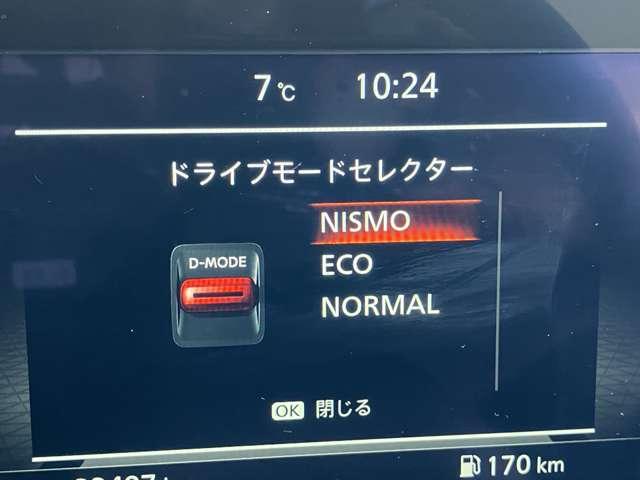 7℃ 10:24
ドライブモードセレクター
NISMO
D-MODE
ECO
NORMAL
OK 閉じる
170 km